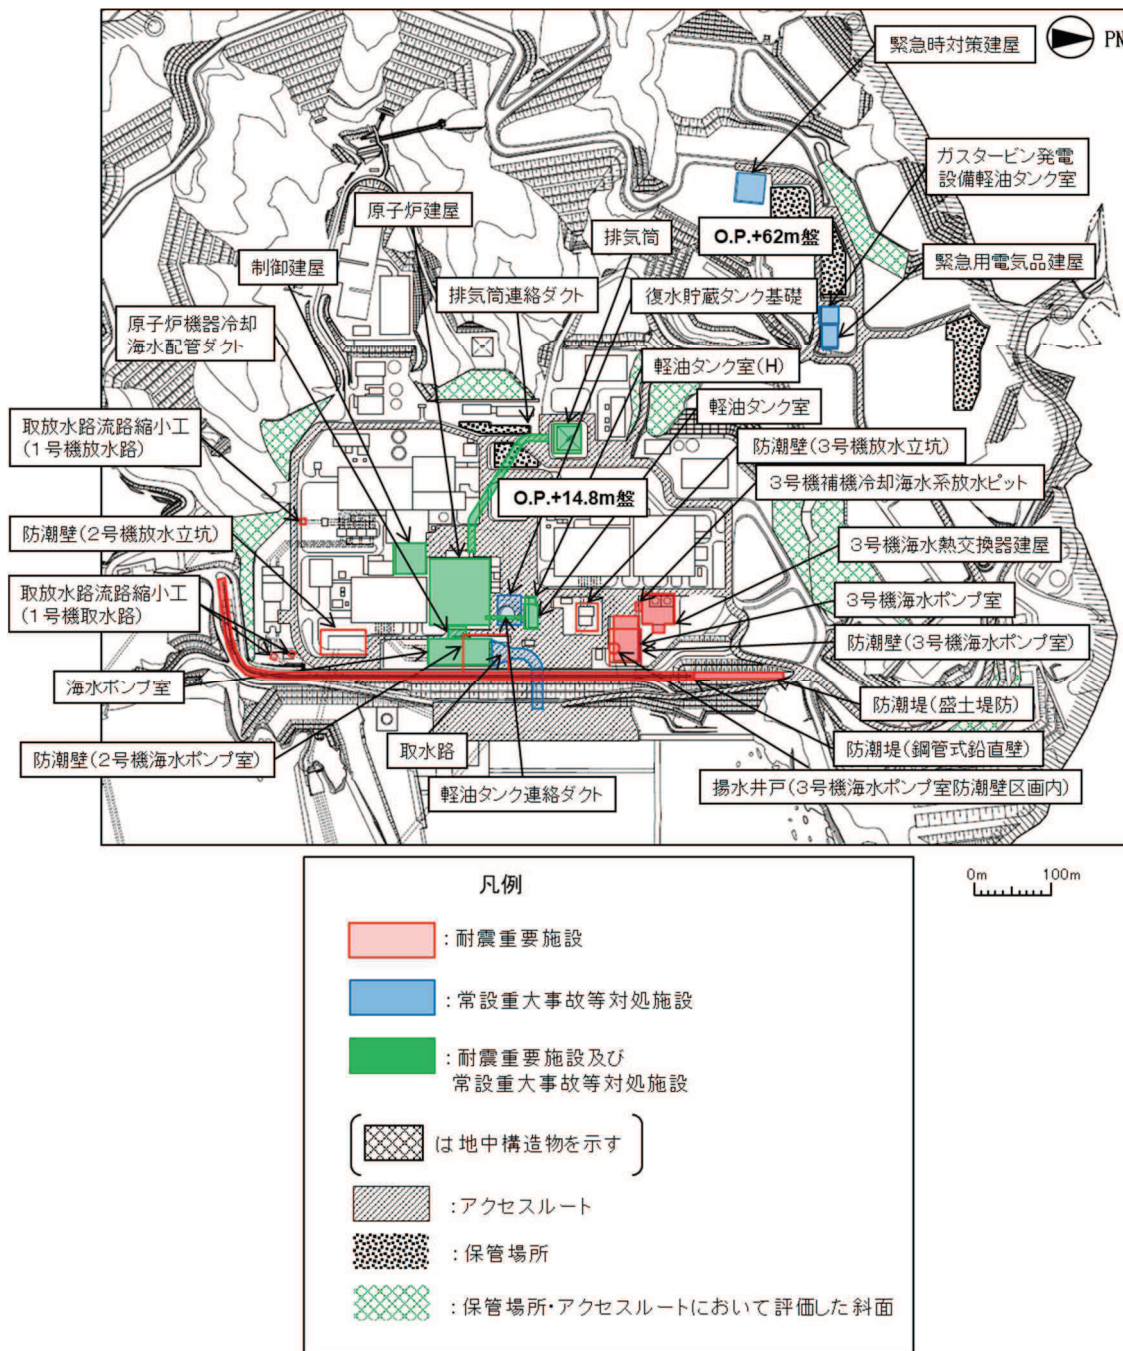 緊急時対策建屋
PN
ガスタービン発電
設備軽油タンク室
原子炉建屋
排気筒
O.P.+62m盤
緊急用電気品建屋
制御建屋
排気筒連絡ダクト
復水貯蔵タンク基礎
原子炉機器冷却
海水配管ダクト
軽油タンク室(H)
軽油タンク室
取放水路流路縮小工
(1号機放水路)
防潮壁(3号機放水立坑)
3号機補機冷却海水系放水ピット
O.P.+14.8m盤
防潮壁(2号機放水立坑)
3号機海水熱交換器建屋
取放水路流路縮小工
(1号機取水路)
3号機海水ポンプ室
防潮壁(3号機海水ポンプ室)
海水ポンプ室
防潮堤(盛土堤防)
防潮壁(2号機海水ポンプ室)
取水路
防潮堤(鋼管式鉛直壁)
軽油タンク連絡ダクト
揚水井戸(3号機海水ポンプ室防潮壁区画内)
0m 100m
凡例
:耐震重要施設
:常設重大事故等対処施設
:耐震重要施設及び
常設重大事故等対処施設
は地中構造物を示す
:アクセスルート
:保管場所
:保管場所・アクセスルートにおいて評価した斜面